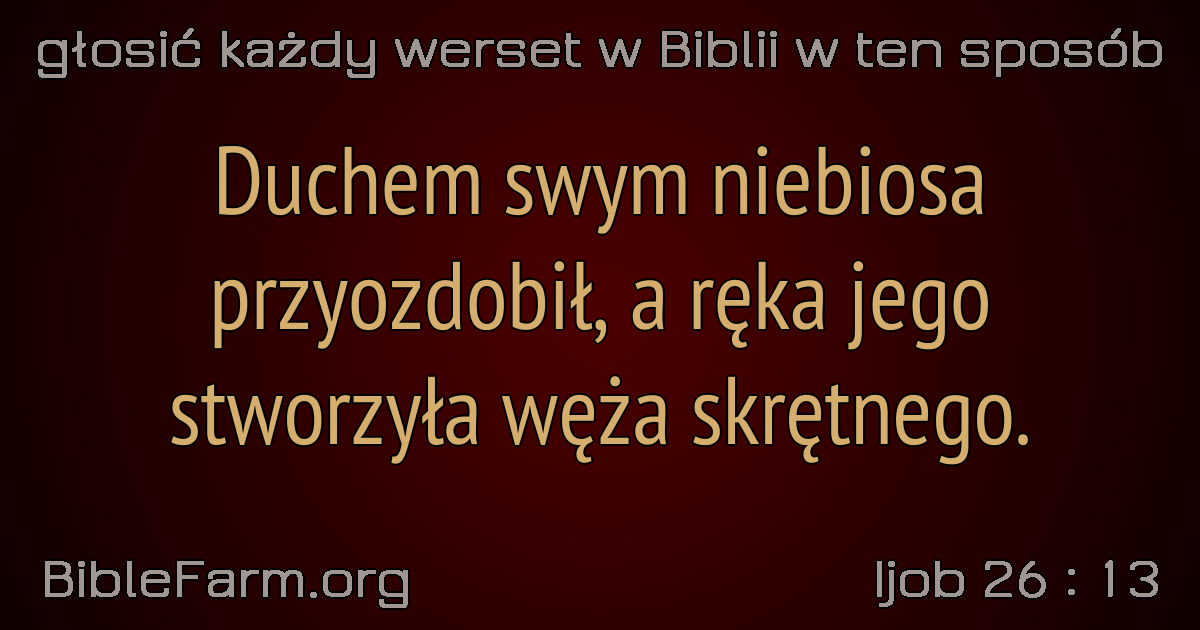 głosić każdy werset w Biblii w ten sposób
Duchem swym niebiosa
przyozdobił, a ręka jego
stworzyła węża skrętnego.
BibleFarm.org
Ijob 26 : 13